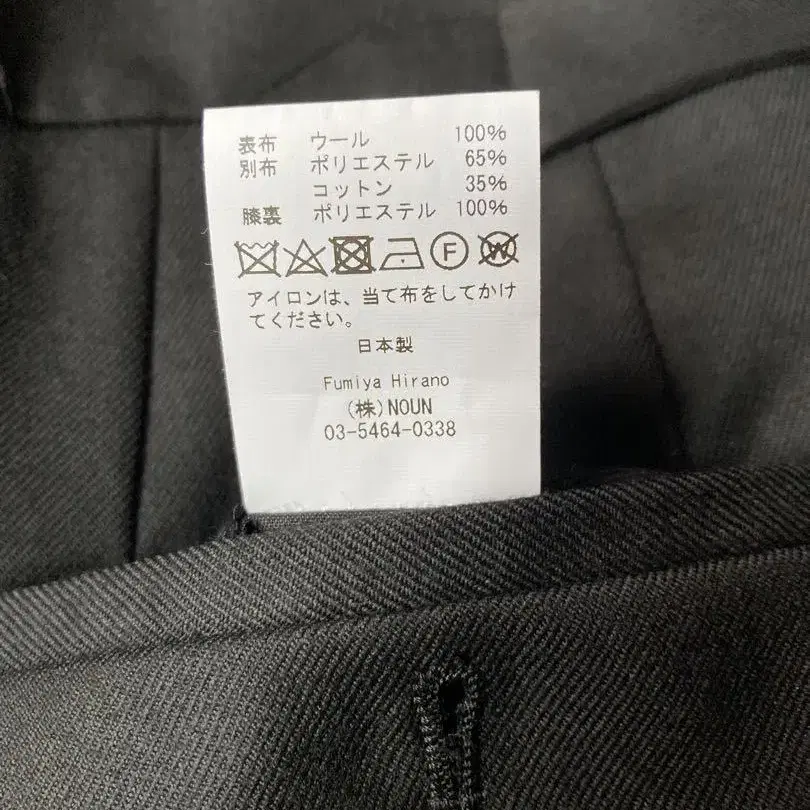 表布 ウール 100%
別布 ポリエステル 65%
コットン 35%
膝裏 ポリエステル 100%
F W
アイロンは、当て布をしてかけ
てください。
日本製
Fumiya Hirano
(株)NOUN
03-5464-0338